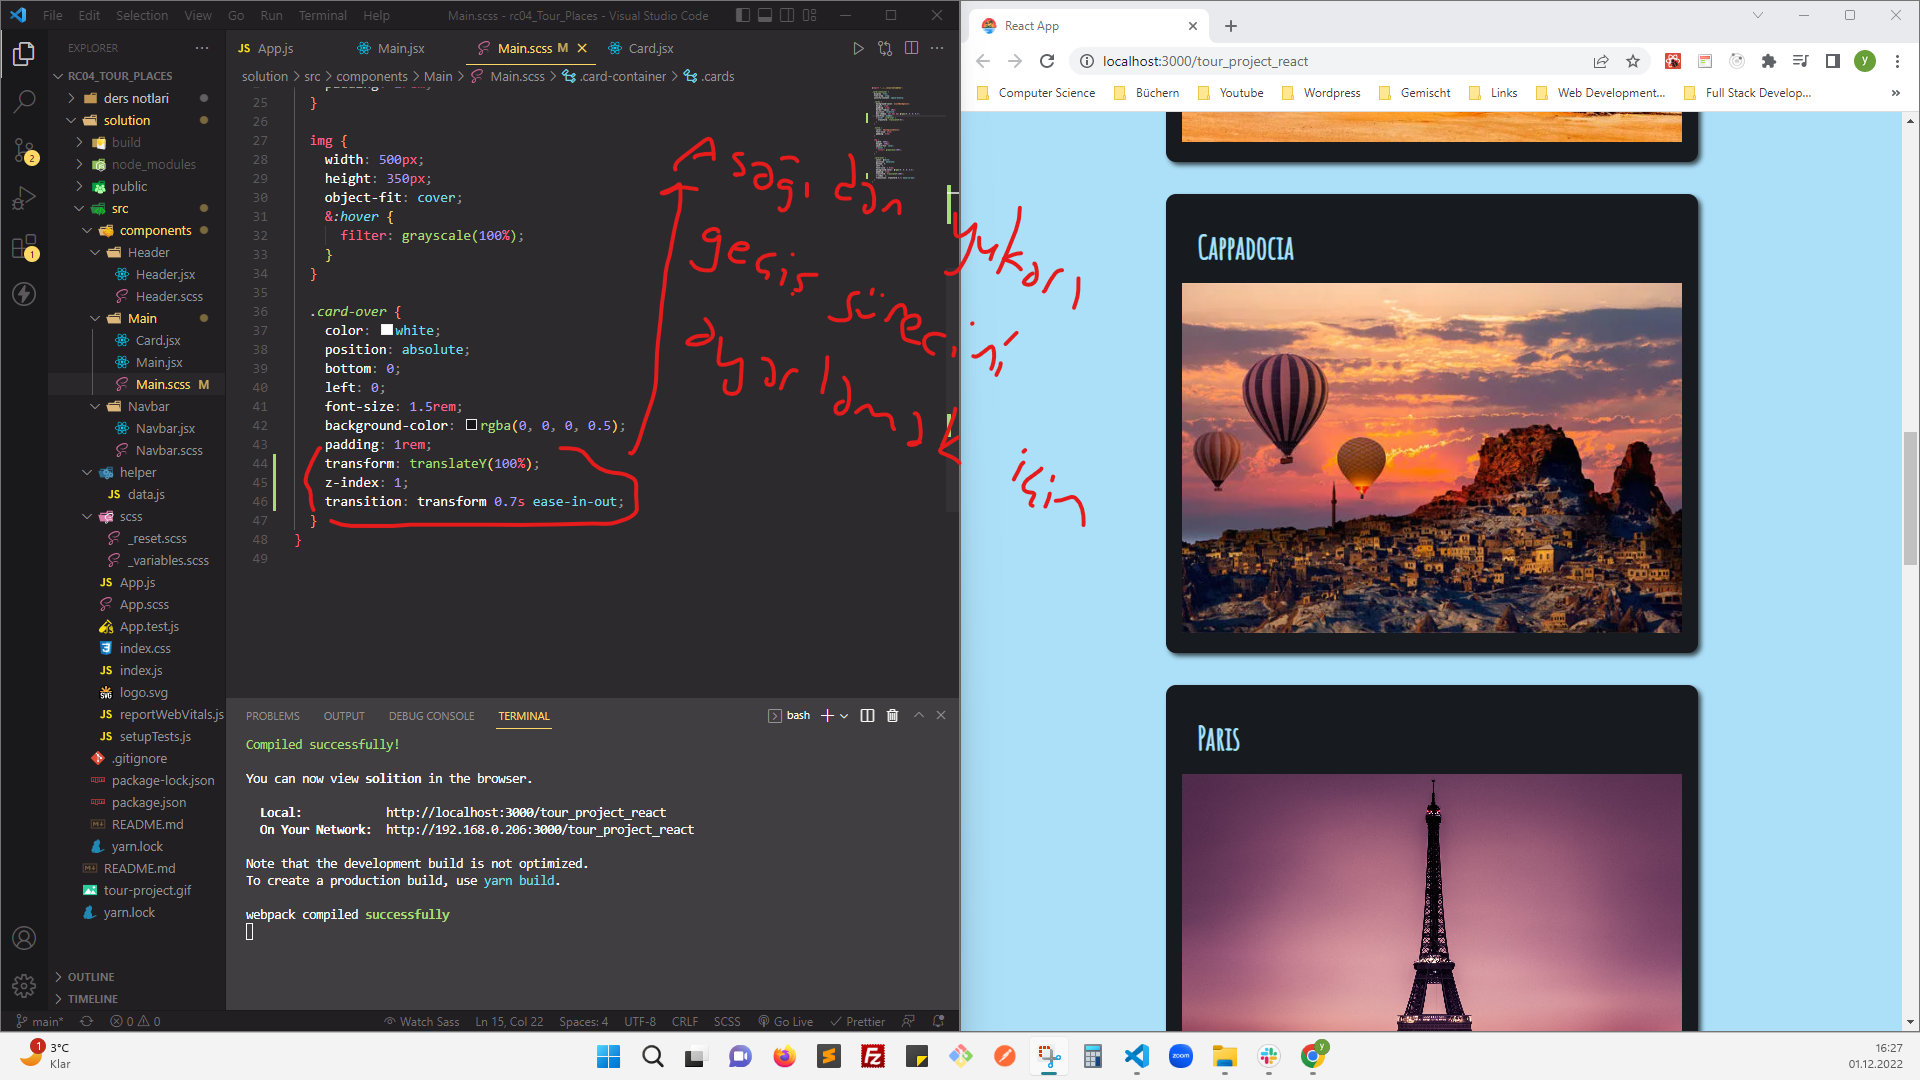 File Edit Selection View Go Run Terminal Help
Main.scss - rc04_Tour_Places - Visual Studio Code
EXPLORER
RC04_TOUR_PLACES
ders notlari
solution
build
node_modules
public
src
components
Header
Header.jsx
Header.scss
Main
Card.jsx
Main.jsx
Main.scss M
Navbar
Navbar.jsx
Navbar.scss
helper
JS data.js
scss
_reset.scss
_variables.scss
JS App.js
App.scss
App.test.js
index.css
JS index.js
logo.svg
JS reportWebVitals.js
JS setupTests.js
.gitignore
package-lock.json
package.json
README.md
yarn.lock
README.md
tour-project.gif
yarn.lock
OUTLINE
TIMELINE
2
1
JS App.js Main.jsx Main.scss M Card.jsx
solution > src > components > Main > Main.scss > .card-container > .cards
25 }
26
27 img {
28 width: 500px;
29 height: 350px;
30 object-fit: cover;
31 &:hover {
32 filter: grayscale(100%);
33 }
34 }
35
36 .card-over {
37 color: white;
38 position: absolute;
39 bottom: 0;
40 left: 0;
41 font-size: 1.5rem;
42 background-color: rgba(0, 0, 0, 0.5);
43 padding: 1rem;
44 transform: translateY(100%);
45 z-index: 1;
46 transition: transform 0.7s ease-in-out;
47 }
48 }
49
Asağıdan yukarı
geçiş sürecini
ayarlamak için
PROBLEMS OUTPUT DEBUG CONSOLE TERMINAL
bash
Compiled successfully!
You can now view solition in the browser.
Local: http://localhost:3000/tour_project_react
On Your Network: http://192.168.0.206:3000/tour_project_react
Note that the development build is not optimized.
To create a production build, use yarn build.
webpack compiled successfully
main* 0 0 Watch Sass Ln 15, Col 22 Spaces: 4 UTF-8 CRLF SCSS Go Live Prettier
React App
localhost:3000/tour_project_react
y
Computer Science Büchern Youtube Wordpress Gemischt Links Web Development... Full Stack Develop... »
Cappadocia
Paris
1
3°C
Klar
zoom
y
16:27
01.12.2022